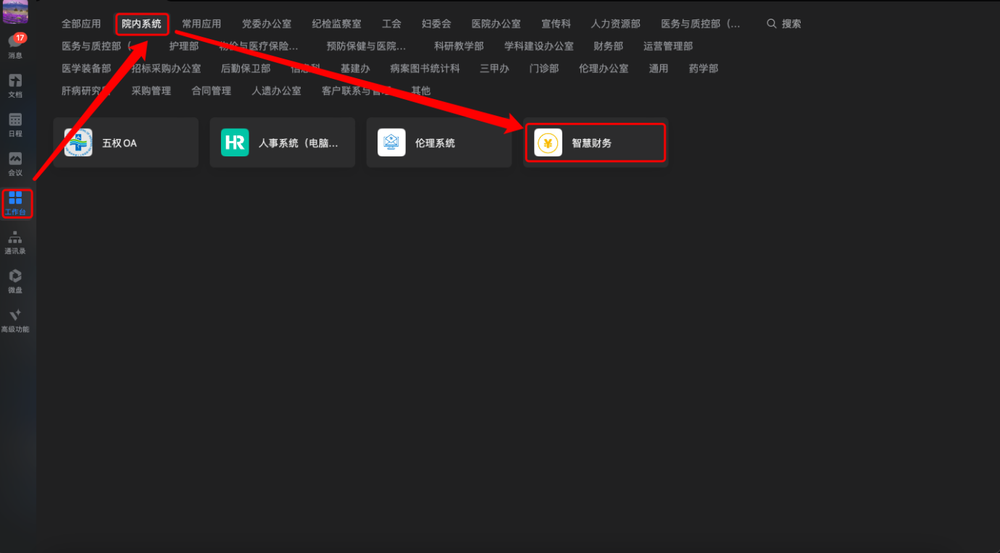 全部应用 院内系统 常用应用 党委办公室 纪检监察室 工会 妇委会 医院办公室 宣传科 人力资源部 医务与质控部（... 搜索
医务与质控部（ 护理部 物价与医疗保险... 预防保健与医院... 科研教学部 学科建设办公室 财务部 运营管理部
医学装备部 招标采购办公室 后勤保卫部 信息科 基建办 病案图书统计科 三甲办 门诊部 伦理办公室 通用 药学部
肝病研究 采购管理 合同管理 人遗办公室 客户联系与管理 其他
五权OA
HR
人事系统（电脑...
伦理系统
¥
智慧财务
17
消息
文档
日程
会议
工作台
通讯录
微盘
高级功能